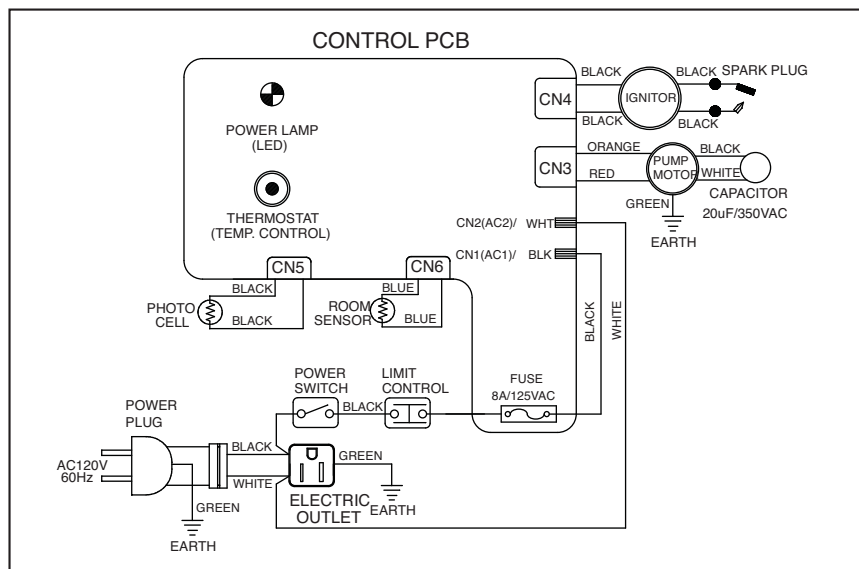 CONTROL PCB
BLACK
BLACK
SPARK PLUG
CN4
IGNITOR
BLACK
BLACK
POWER LAMP
(LED)
ORANGE
BLACK
CN3
PUMP
MOTOR
RED
WHITE
CAPACITOR
20uF/350VAC
GREEN
EARTH
THERMOSTAT
(TEMP. CONTROL)
CN2(AC2)/ WHT
CN1(AC1)/ BLK
CN5
CN6
BLACK
BLUE
PHOTO
CELL
BLACK
ROOM
SENSOR
BLUE
BLACK
WHITE
POWER
SWITCH
LIMIT
CONTROL
FUSE
8A/125VAC
BLACK
POWER
PLUG
BLACK
GREEN
AC120V
60Hz
WHITE
GREEN
ELECTRIC
OUTLET
EARTH
EARTH